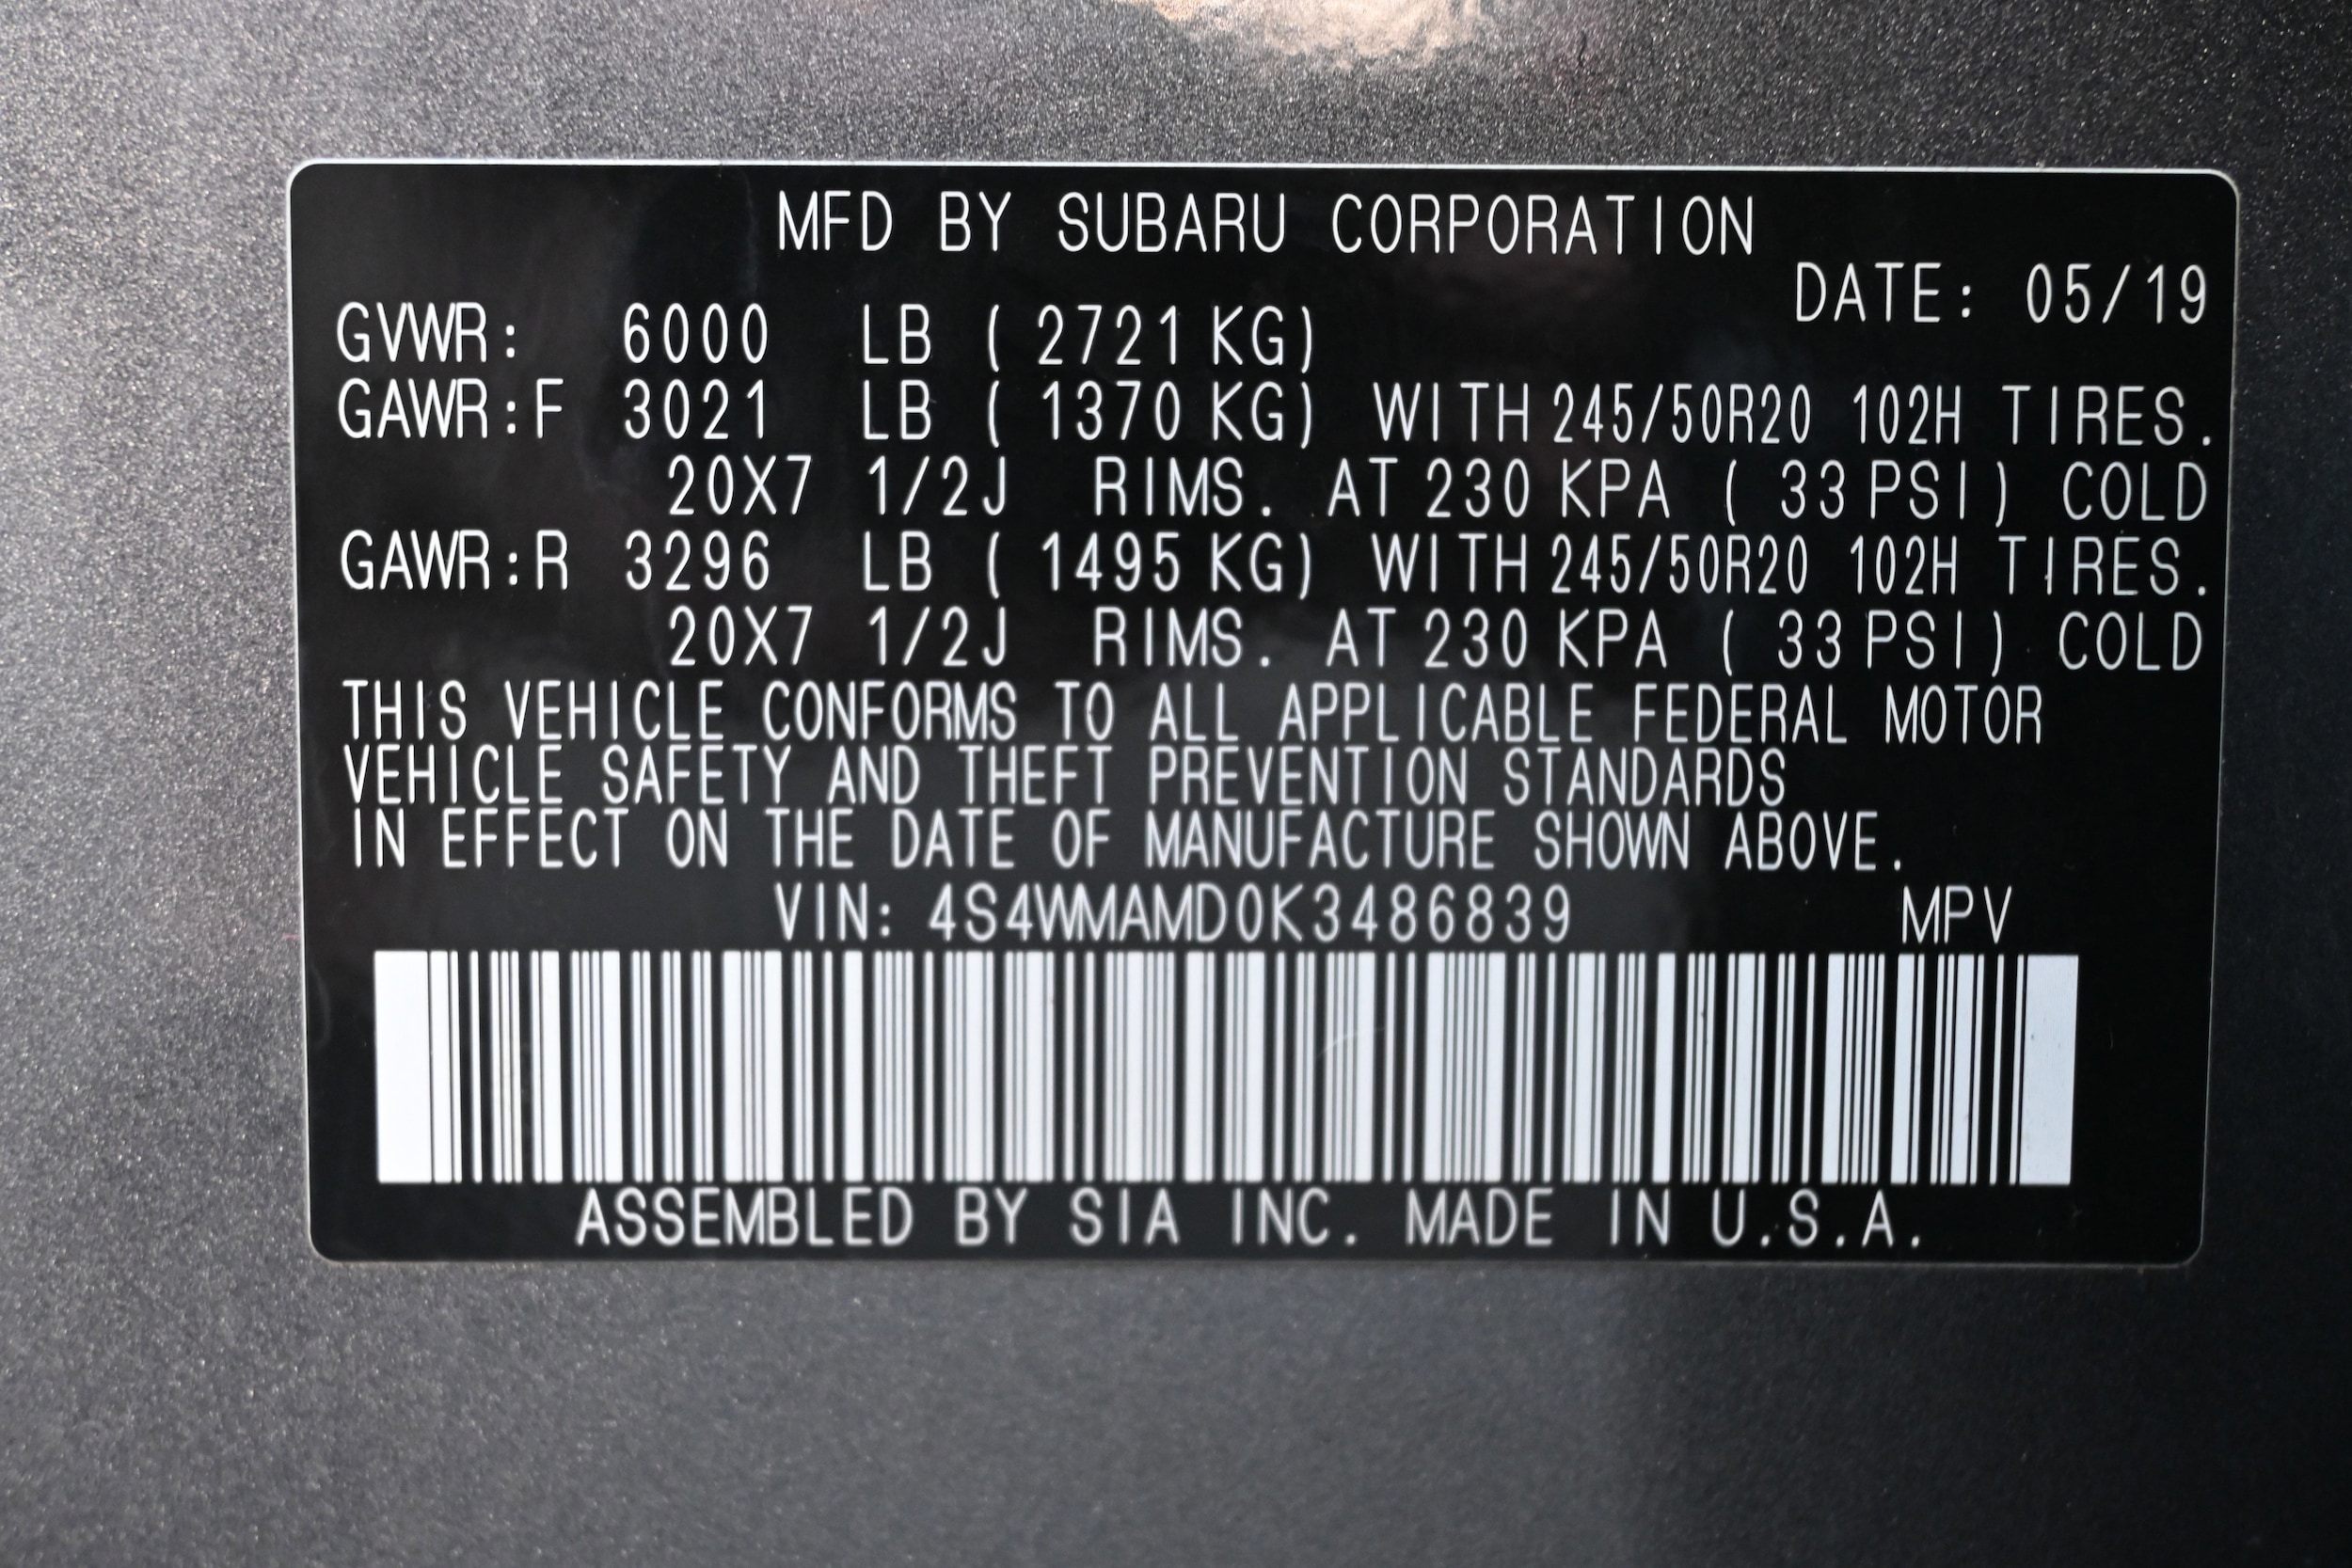 MFD BY SUBARU CORPORATION
DATE: 05/19
GVWR: 6000 LB ( 2721 KG)
GAWR:F 3021 LB ( 1370 KG) WITH 245/50R20 102H TIRES.
20X7 1/2J RIMS. AT 230 KPA ( 33 PSI) COLD
GAWR:R 3296 LB ( 1495 KG) WITH 245/50R20 102H TIRES.
20X7 1/2J RIMS. AT 230 KPA ( 33 PSI) COLD
THIS VEHICLE CONFORMS TO ALL APPLICABLE FEDERAL MOTOR
VEHICLE SAFETY AND THEFT PREVENTION STANDARDS
IN EFFECT ON THE DATE OF MANUFACTURE SHOWN ABOVE.
VIN: 4S4WMAMD0K3486839 MPV
ASSEMBLED BY SIA INC. MADE IN U.S.A.